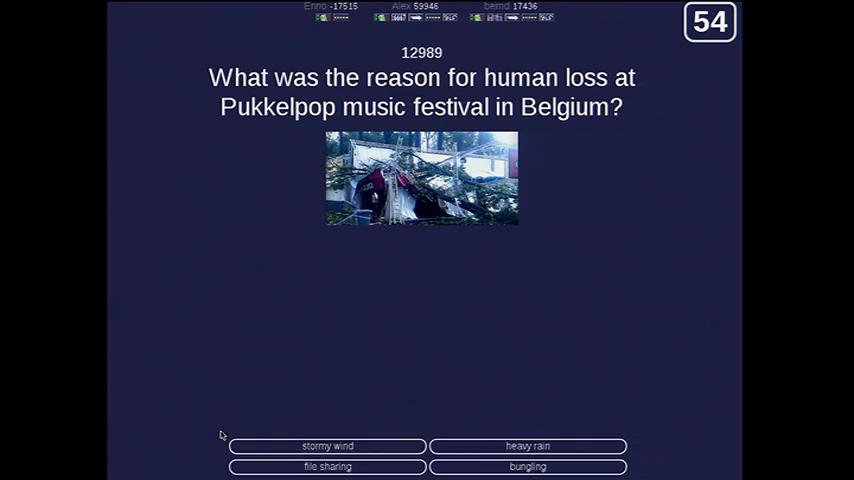 Enno -17515 Alex 59946 bernd 17436
54
12989
What was the reason for human loss at
Pukkelpop music festival in Belgium?
stormy wind heavy rain
file sharing bungling